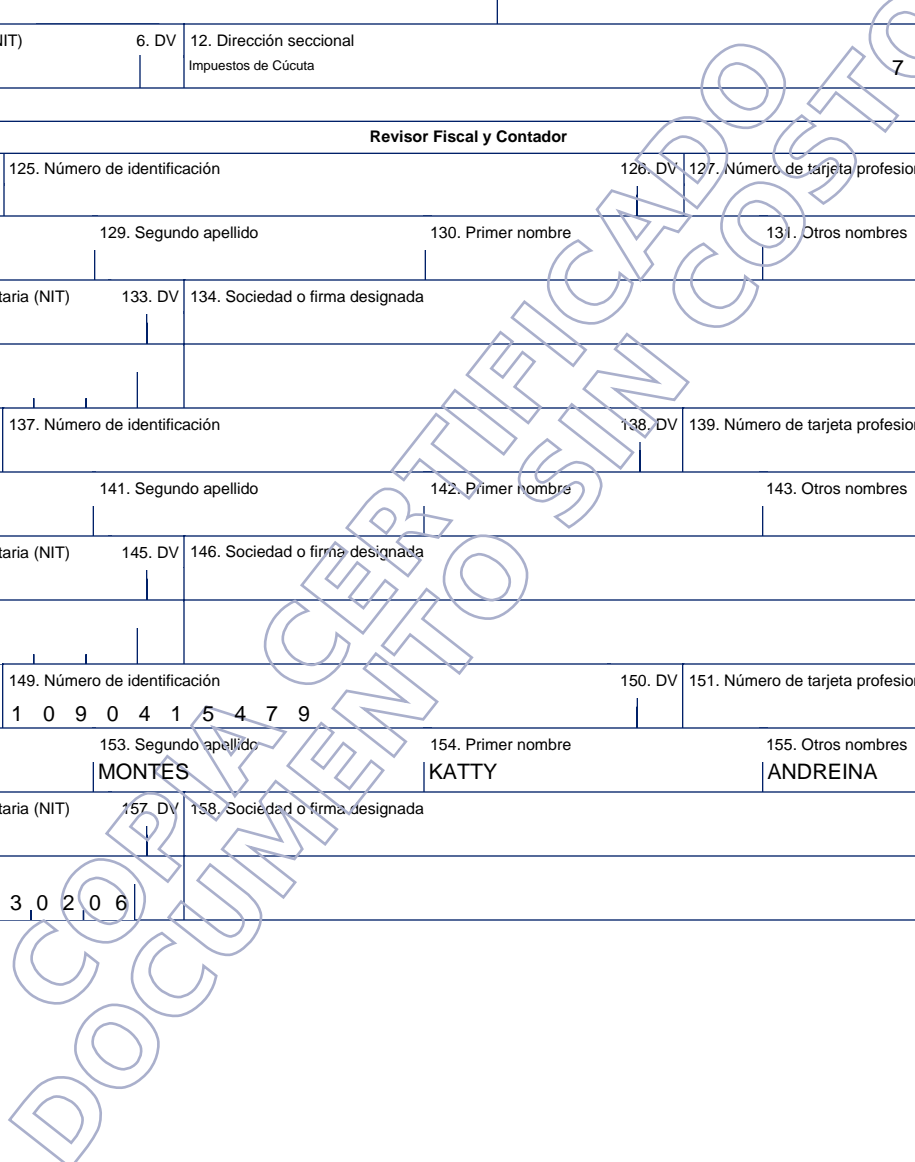 IT) 6. DV 12. Dirección seccional
Impuestos de Cúcuta 7
Revisor Fiscal y Contador
125. Número de identificación 126. DV 127. Número de tarjeta profesion
129. Segundo apellido 130. Primer nombre 131. Otros nombres
taria (NIT) 133. DV 134. Sociedad o firma designada
137. Número de identificación 138. DV 139. Número de tarjeta profesion
141. Segundo apellido 142. Primer nombre 143. Otros nombres
taria (NIT) 145. DV 146. Sociedad o firma designada
149. Número de identificación 150. DV 151. Número de tarjeta profesion
1 0 9 0 4 1 5 4 7 9
153. Segundo apellido 154. Primer nombre 155. Otros nombres
MONTES KATTY ANDREINA
taria (NIT) 157. DV 158. Sociedad o firma designada
3 0 2 0 6
COPIA CERTIFICADO
DOCUMENTO SIN COSTO